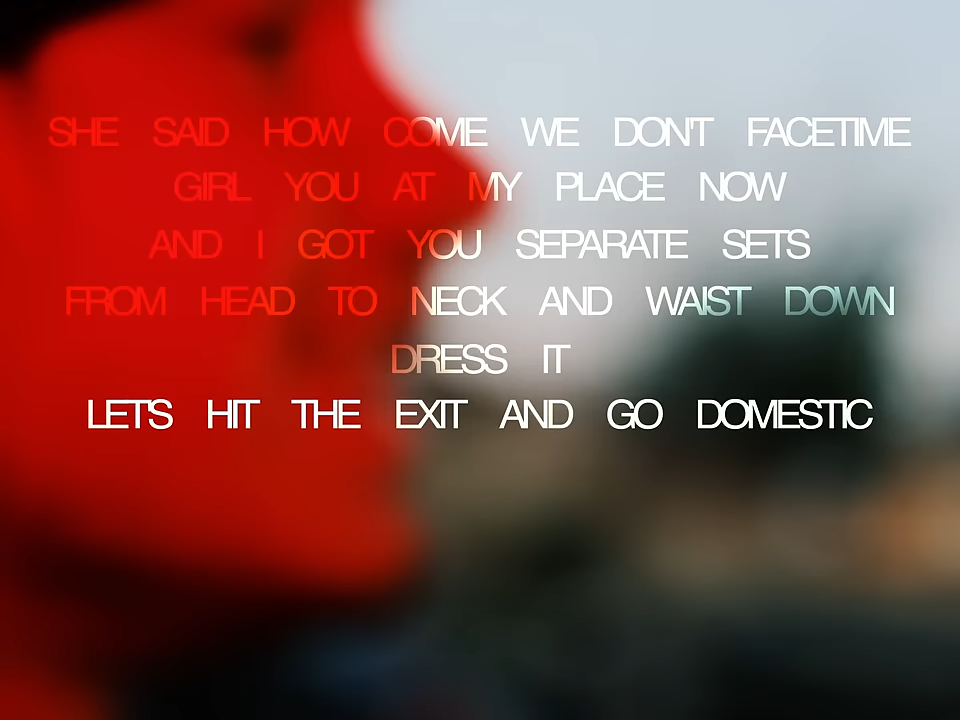 SHE SAID HOW COME WE DON'T FACETIME
GIRL YOU AT MY PLACE NOW
AND I GOT YOU SEPARATE SETS
FROM HEAD TO NECK AND WAIST DOWN
DRESS IT
LET'S HIT THE EXIT AND GO DOMESTIC